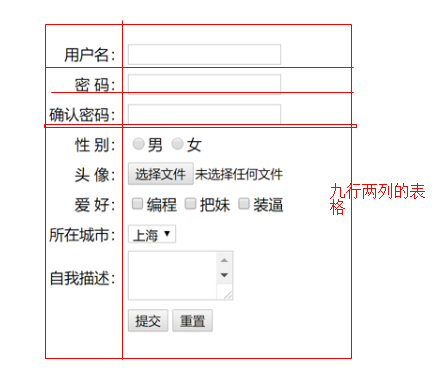 用户名:
密 码:
确认密码:
性 别: 男 女
头 像: 选择文件 未选择任何文件
爱 好: 编程 把妹 装逼
所在城市: 上海
自我描述:
提交 重置
九行两列的表
格